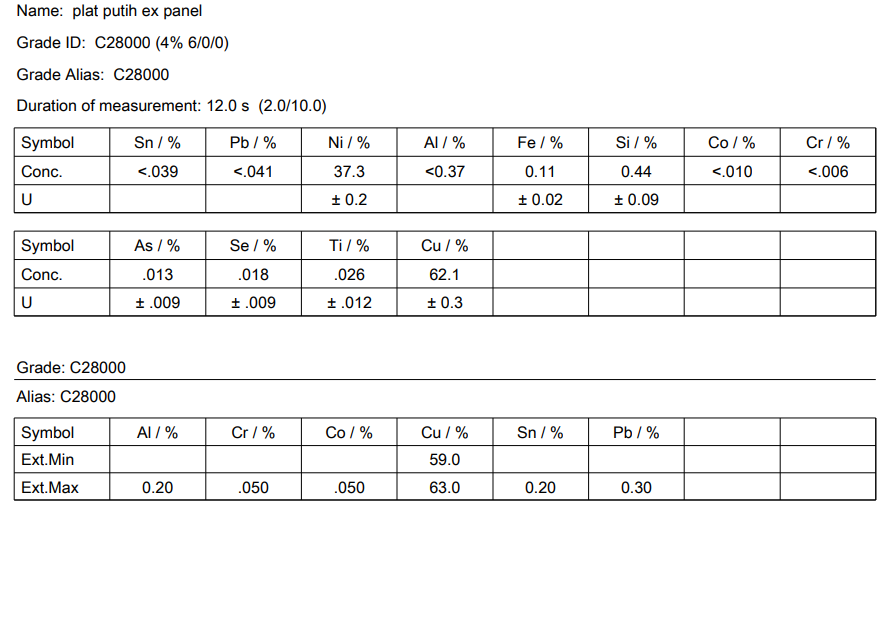 Name: plat putih ex panel
Grade ID: C28000 (4% 6/0/0)
Grade Alias: C28000
Duration of measurement: 12.0 s (2.0/10.0)
Symbol Sn / % Pb / % Ni / % Al / % Fe / % Si / % Co / % Cr / %
Conc. <.039 <.041 37.3 <0.37 0.11 0.44 <.010 <.006
U ± 0.2 ± 0.02 ± 0.09
Symbol As / % Se / % Ti / % Cu / %
Conc. .013 .018 .026 62.1
U ± .009 ± .009 ± .012 ± 0.3
Grade: C28000
Alias: C28000
Symbol Al / % Cr / % Co / % Cu / % Sn / % Pb / %
Ext.Min 59.0
Ext.Max 0.20 .050 .050 63.0 0.20 0.30